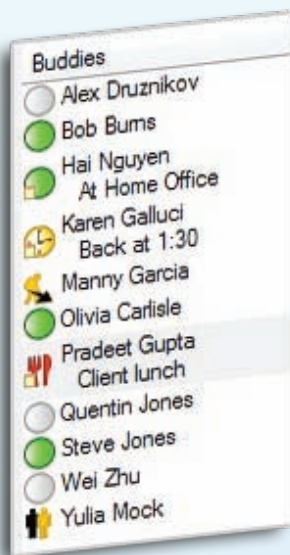 Buddies
Alex Druznikov
Bob Burns
Hai Nguyen
At Home Office
Karen Galluci
Back at 1:30
Manny Garcia
Olivia Carlisle
Pradeet Gupta
Client lunch
Quentin Jones
Steve Jones
Wei Zhu
Yulia Mock